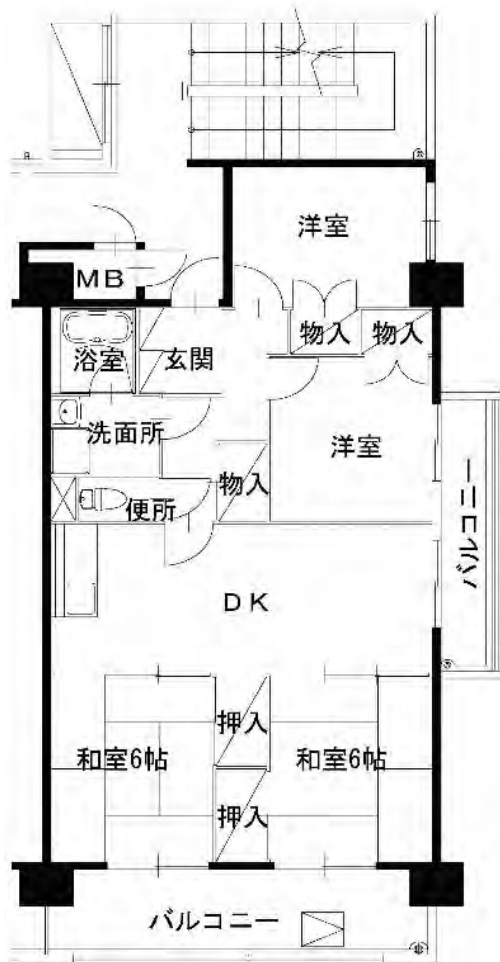 洋室
MB
物入
物入
浴室
玄関
洗面所
洋室
物入
便所
バルコニー
DK
押入
和室6帖
和室6帖
押入
バルコニー